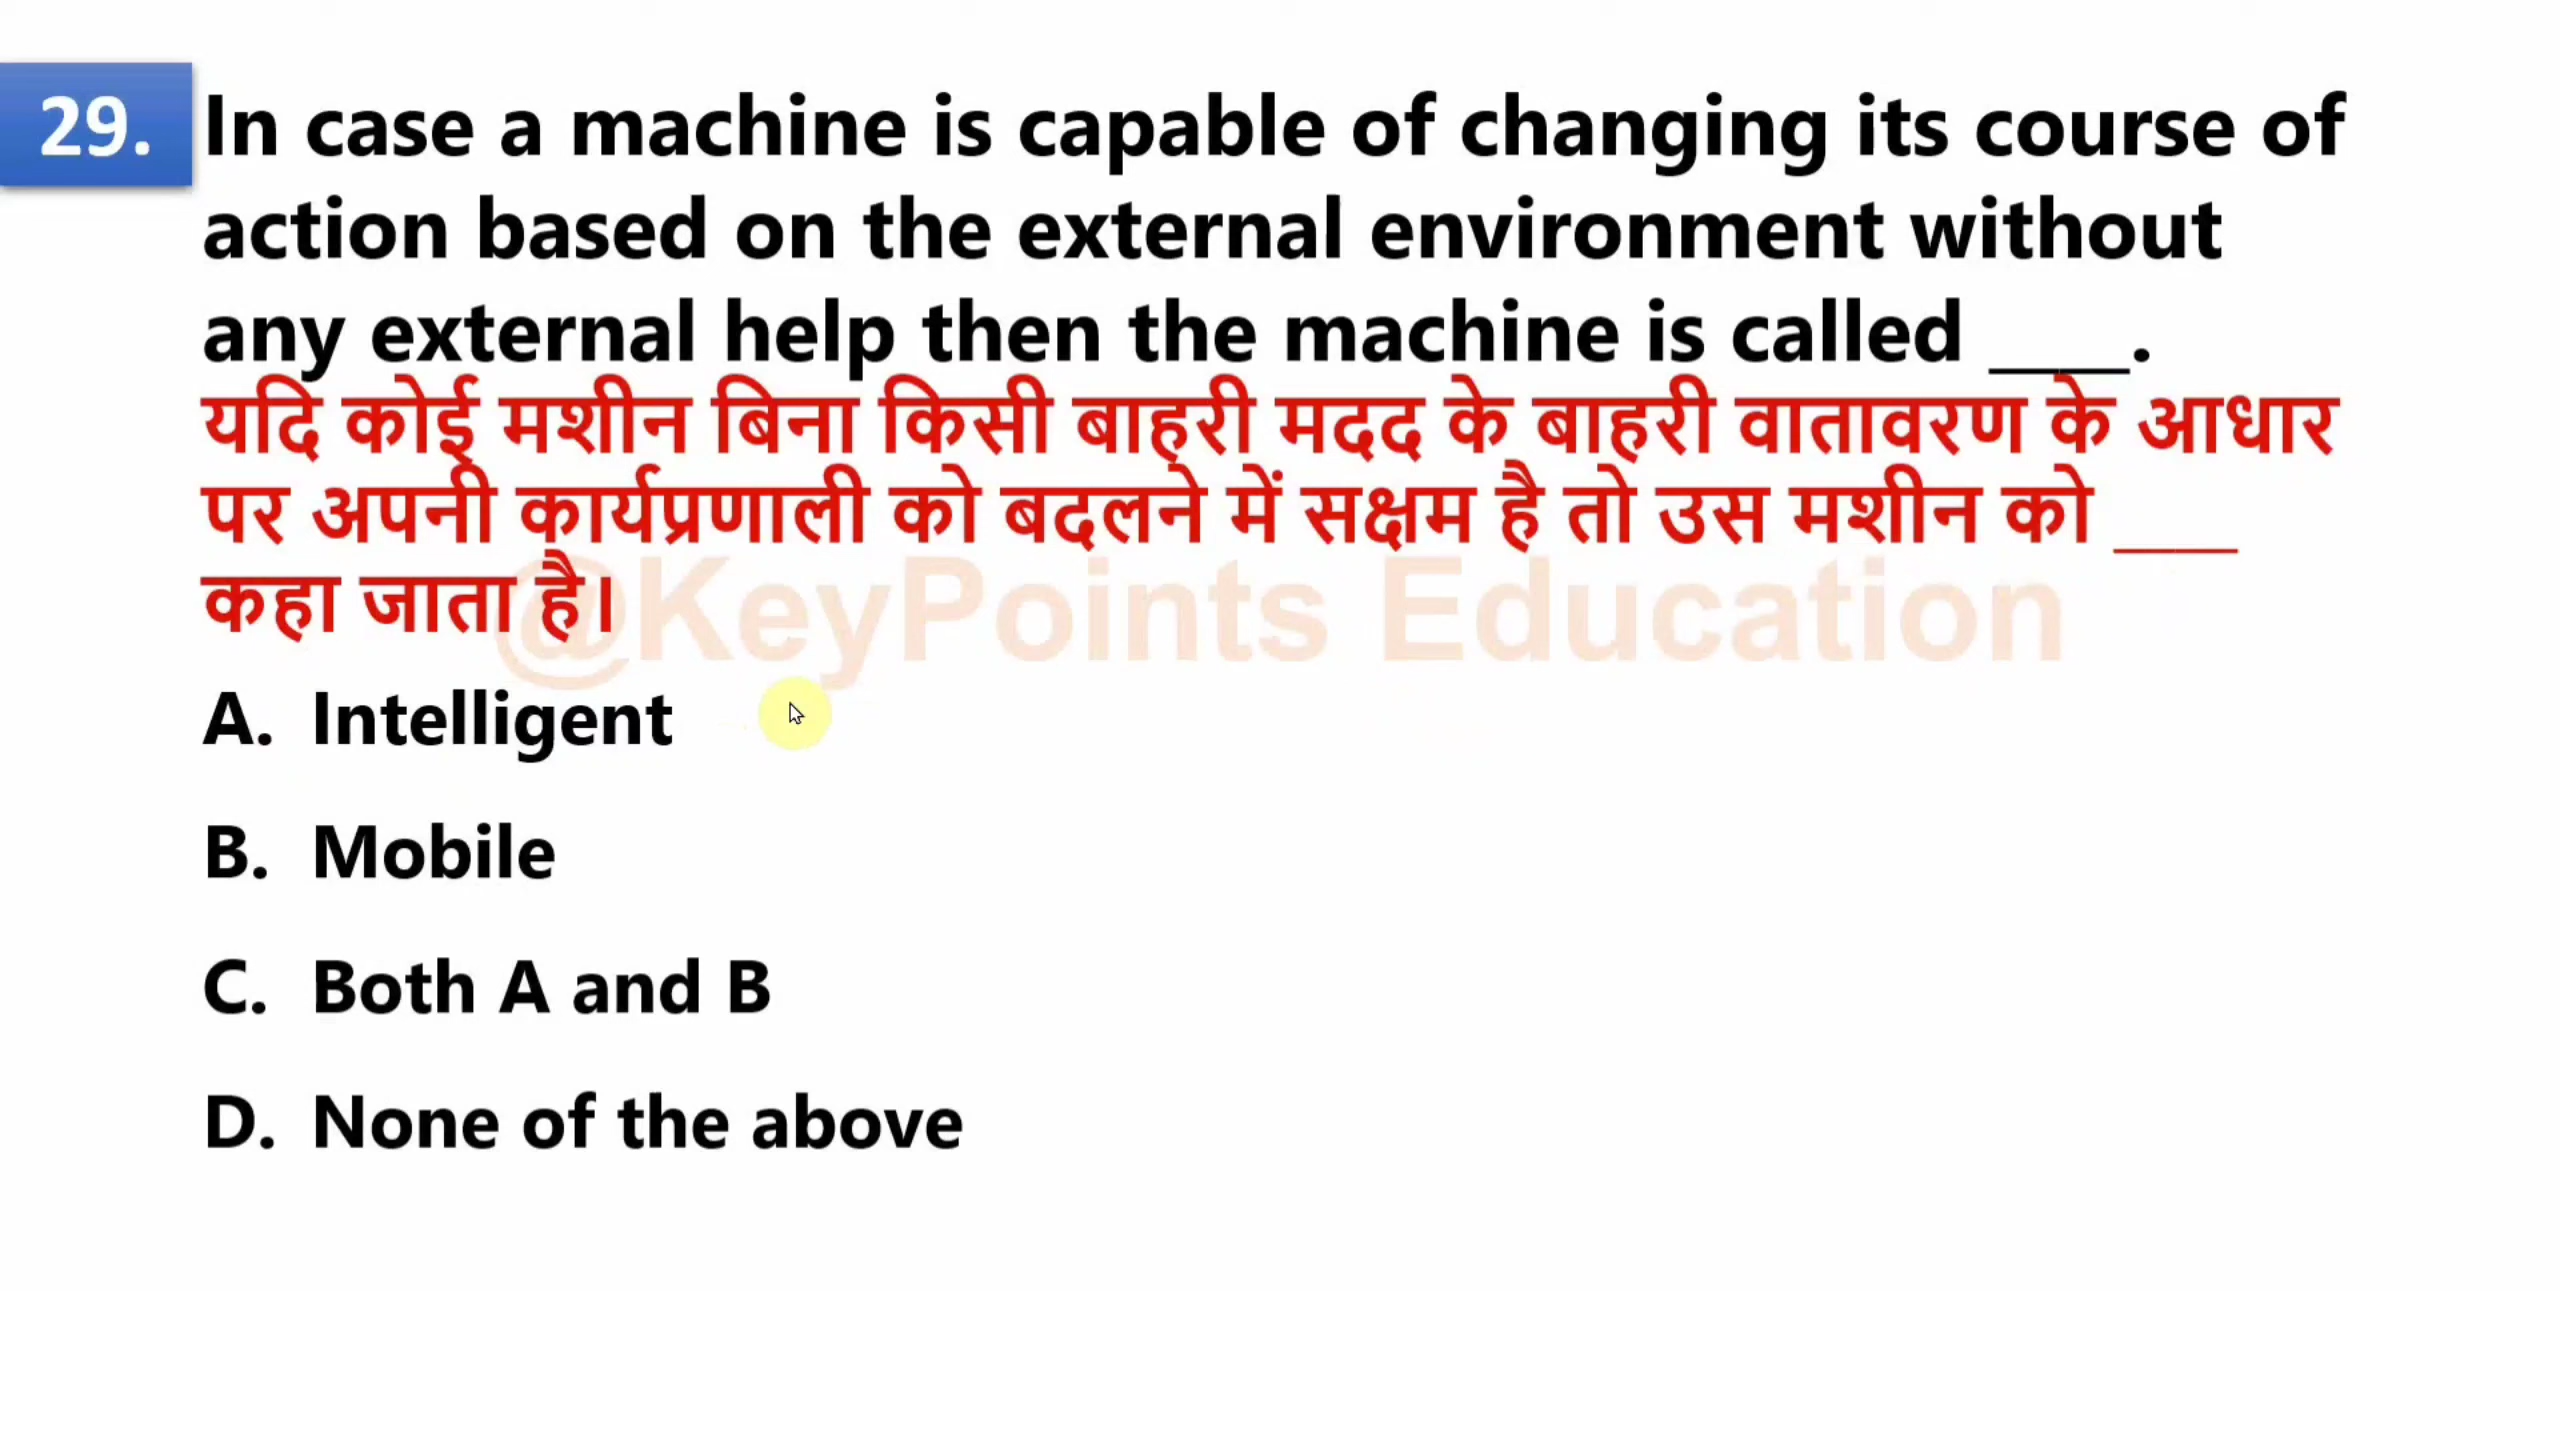 29. In case a machine is capable of changing its course of
action based on the external environment without
any external help then the machine is called ____.
यदि कोई मशीन बिना किसी बाहरी मदद के बाहरी वातावरण के आधार
पर अपनी कार्यप्रणाली को बदलने में सक्षम है तो उस मशीन को ____
कहा जाता है।
@KeyPoints Education
A. Intelligent
B. Mobile
C. Both A and B
D. None of the above